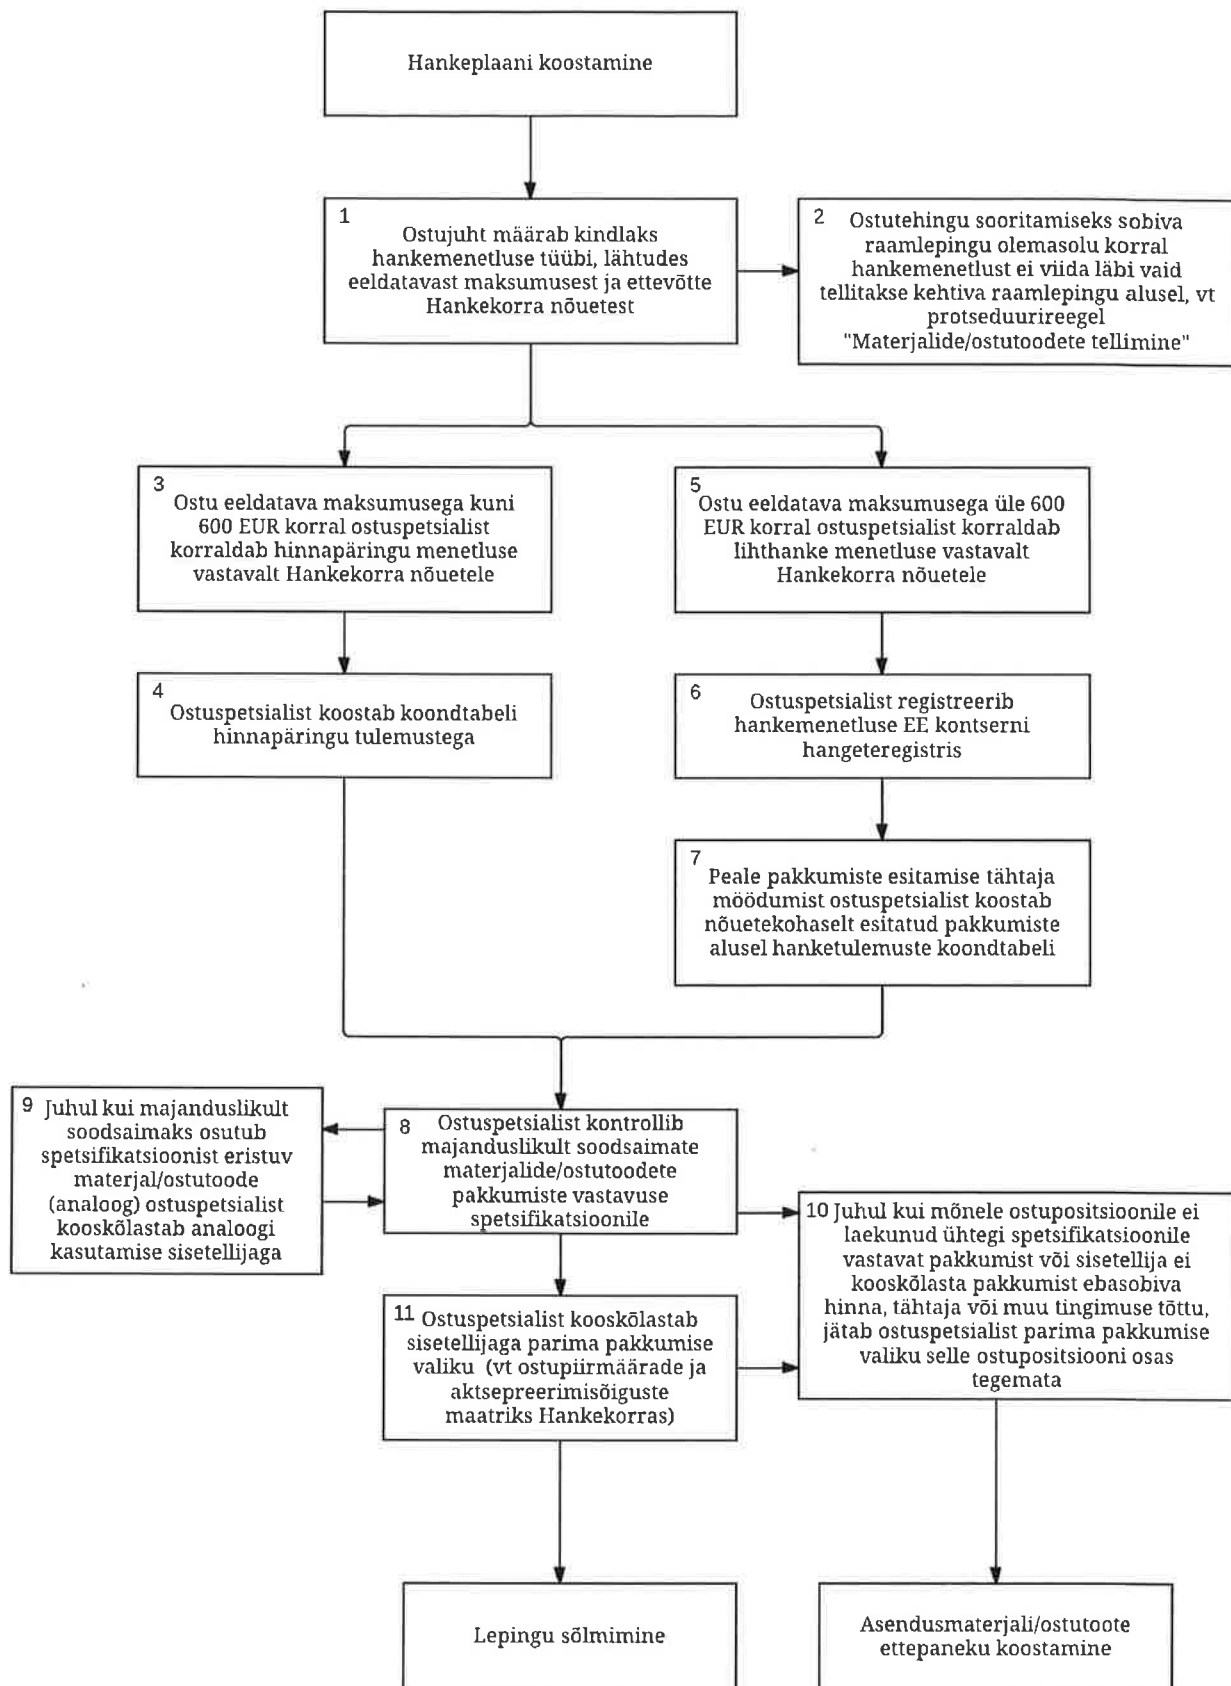 Hankeplaani koostamine
1
Ostujuht määrab kindlaks
hankemenetluse tüübi, lähtudes
eeldatavast maksumusest ja ettevõtte
Hankekorra nõuetest
2 Ostutehingu sooritamiseks sobiva
raamlepingu olemasolu korral
hankemenetlust ei viida läbi vaid
tellitakse kehtiva raamlepingu alusel, vt
protseduurireegel
"Materjalide/ostutoodete tellimine"
3
Ostu eeldatava maksumusega kuni
600 EUR korral ostuspetsialist
korraldab hinnapäringu menetluse
vastavalt Hankekorra nõuetele
5
Ostu eeldatava maksumusega üle 600
EUR korral ostuspetsialist korraldab
lihthanke menetluse vastavalt
Hankekorra nõuetele
4
Ostuspetsialist koostab koondtabeli
hinnapäringu tulemustega
6
Ostuspetsialist registreerib
hankemenetluse EE kontserni
hangeteregistris
7
Peale pakkumiste esitamise tähtaja
möödumist ostuspetsialist koostab
nõuetekohaselt esitatud pakkumiste
alusel hanketulemuste koondtabeli
9 Juhul kui majanduslikult
soodsaimaks osutub
spetsifikatsioonist eristuv
materjal/ostutoode
(analoog) ostuspetsialist
kooskõlastab analoogi
kasutamise sisetellijaga
8 Ostuspetsialist kontrollib
majanduslikult soodsaimate
materjalide/ostutoodete
pakkumiste vastavuse
spetsifikatsioonile
10 Juhul kui mõnele ostupositsioonile ei
laekunud ühtegi spetsifikatsioonile
vastavat pakkumist või sisetellija ei
kooskõlasta pakkumist ebasobiva
hinna, tähtaja või muu tingimuse tõttu,
jätab ostuspetsialist parima pakkumise
valiku selle ostupositsiooni osas
tegemata
11 Ostuspetsialist kooskõlastab
sisetellijaga parima pakkumise
valiku (vt ostupiirmäärade ja
aktsepreerimisõiguste
maatriks Hankekorras)
Lepingu sõlmimine
Asendusmaterjali/ostutoote
ettepaneku koostamine